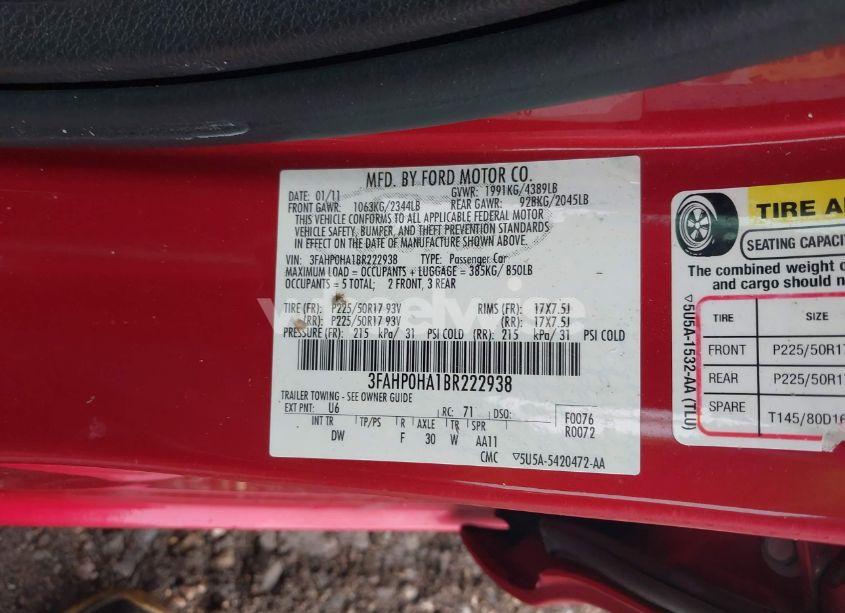 MFD. BY FORD MOTOR CO.
DATE: 01/11 GVWR: 1991KG/4389LB
FRONT GAWR: 1063KG/2344LB REAR GAWR: 928KG/2045LB
THIS VEHICLE CONFORMS TO ALL APPLICABLE FEDERAL MOTOR
VEHICLE SAFETY, BUMPER, AND THEFT PREVENTION STANDARDS
IN EFFECT ON THE DATE OF MANUFACTURE SHOWN ABOVE.
VIN: 3FAHP0HA1BR222938 TYPE: Passenger Car
MAXIMUM LOAD = OCCUPANTS + LUGGAGE = 385KG/ 850LB
OCCUPANTS = 5 TOTAL; 2 FRONT, 3 REAR
TIRE (FR): P225/50R17 93V RIMS (FR): 17X7.5J
(RR): P225/50R17 93V (RR): 17X7.5J
PRESSURE (FR): 215 kPa/ 31 PSI COLD (RR): 215 kPa/ 31 PSI COLD
3FAHP0HA1BR222938
TRAILER TOWING - SEE OWNER GUIDE
EXT PNT: U6 RC: 71 DSO: F0076
R0072
INT TR TP/PS R AXLE TR SPR
DW F 30 W AA11
CMC ▽5U5A-5420472-AA
TIRE A
SEATING CAPACIT
The combined weight o
and cargo should n
▽5U5A-1532-AA (TLU)
TIRE SIZE
FRONT P225/50R17
REAR P225/50R17
SPARE T145/80D16